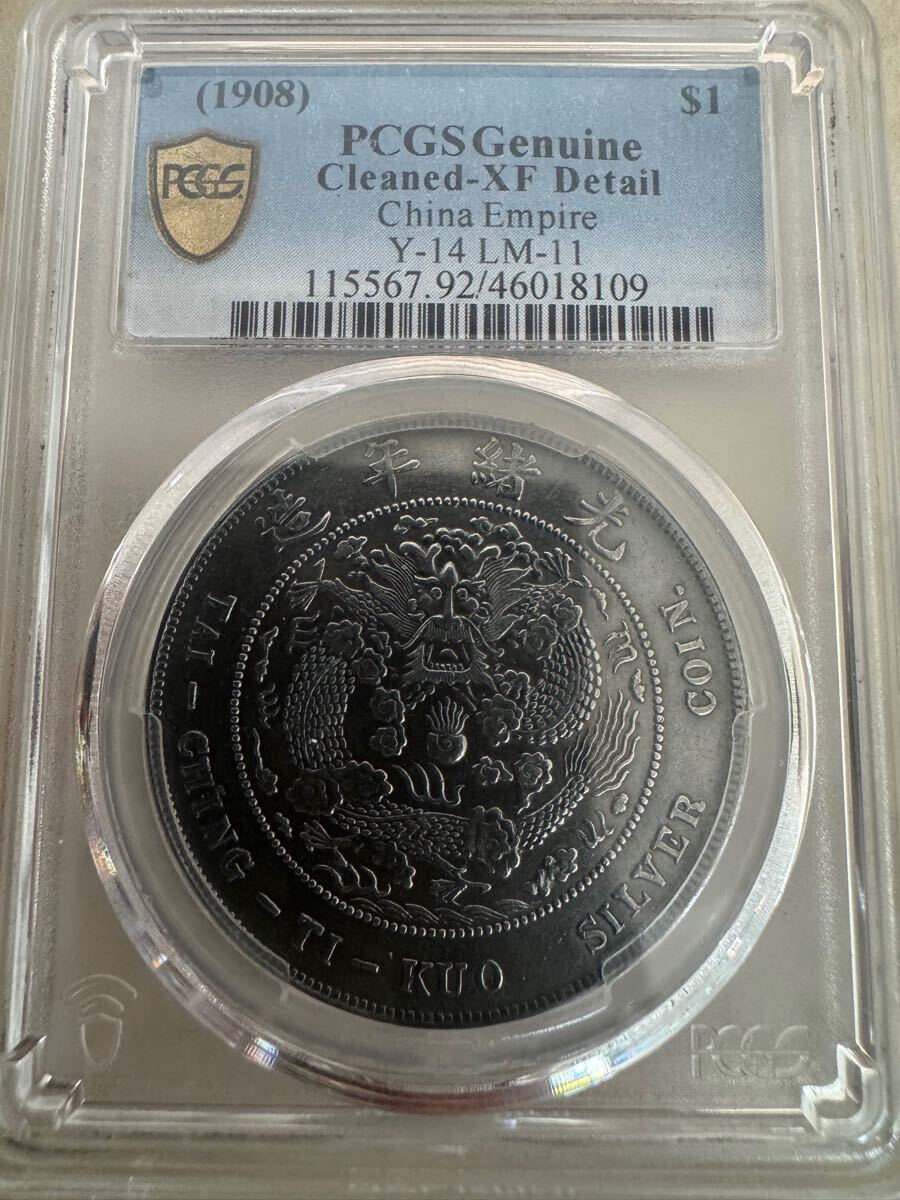 (1908) $1
PCGS Genuine
Cleaned-XF Detail
China Empire
Y-14 LM-11
115567.92/46018109
PCGS
造年緒光
TAI-CHING-TI-KUO SILVER COIN.
PCGS